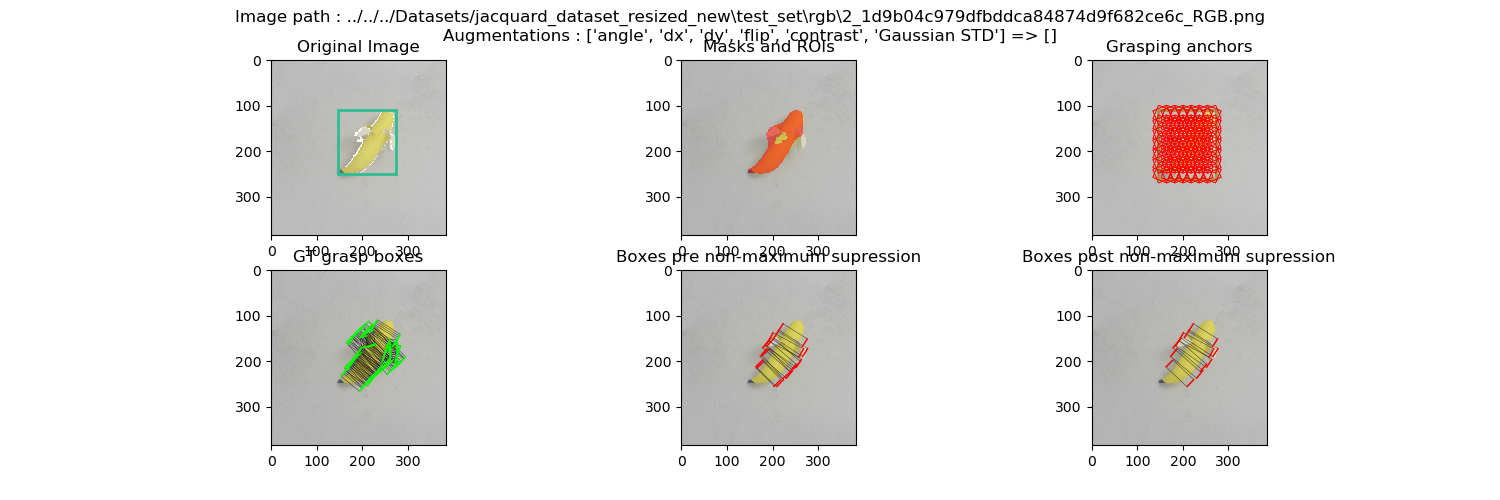 Image path : ../../../Datasets/jacquard_dataset_resized_new\test_set\rgb\2_1d9b04c979dfbddca84874d9f682ce6c_RGB.png
Augmentations : ['angle', 'dx', 'dy', 'flip', 'contrast', 'Gaussian STD'] => []
Original Image
Masks and ROIs
Grasping anchors
0
100
200
300
0 100 200 300
0
100
200
300
0 100 200 300
0
100
200
300
0 100 200 300
GT grasp boxes
Boxes pre non-maximum supression
Boxes post non-maximum supression
0
100
200
300
0 100 200 300
0
100
200
300
0 100 200 300
0
100
200
300
0 100 200 300